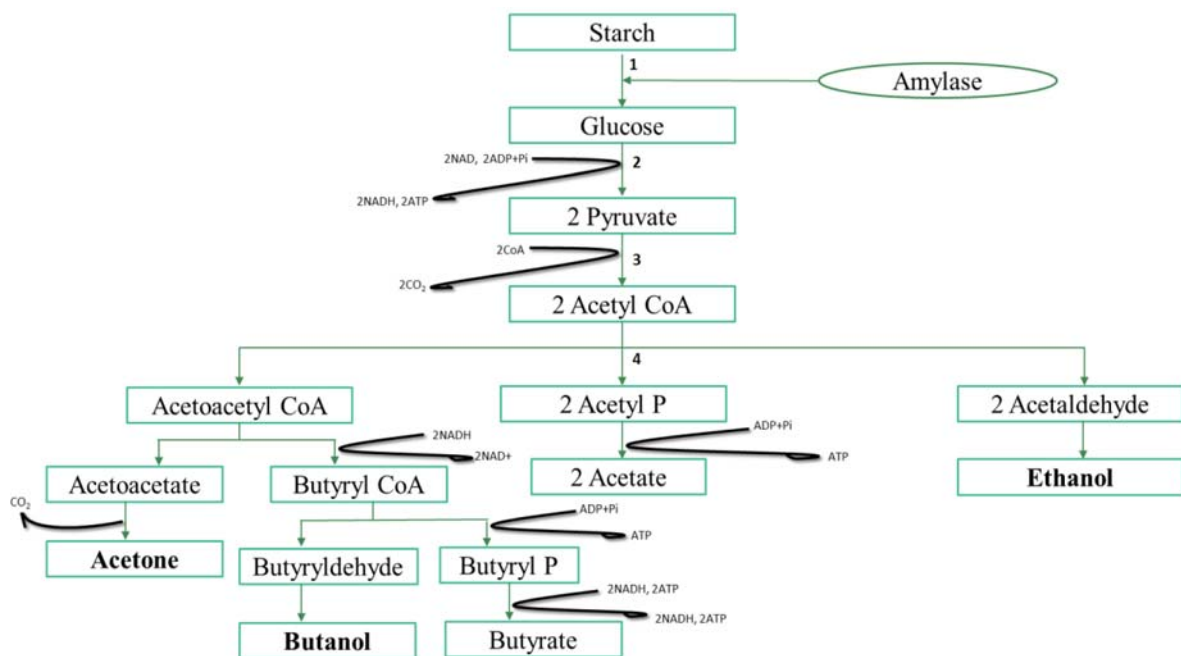 Starch
1
Amylase
Glucose
2NAD, 2ADP+Pi
2
2NADH, 2ATP
2 Pyruvate
2CoA
3
2CO₂
2 Acetyl CoA
4
Acetoacetyl CoA
2 Acetyl P
2 Acetaldehyde
2NADH
ADP+Pi
2NAD+
ATP
Acetoacetate
Butyryl CoA
2 Acetate
Ethanol
CO₂
ADP+Pi
ATP
Acetone
Butyryldehyde
Butyryl P
2NADH, 2ATP
2NADH, 2ATP
Butanol
Butyrate